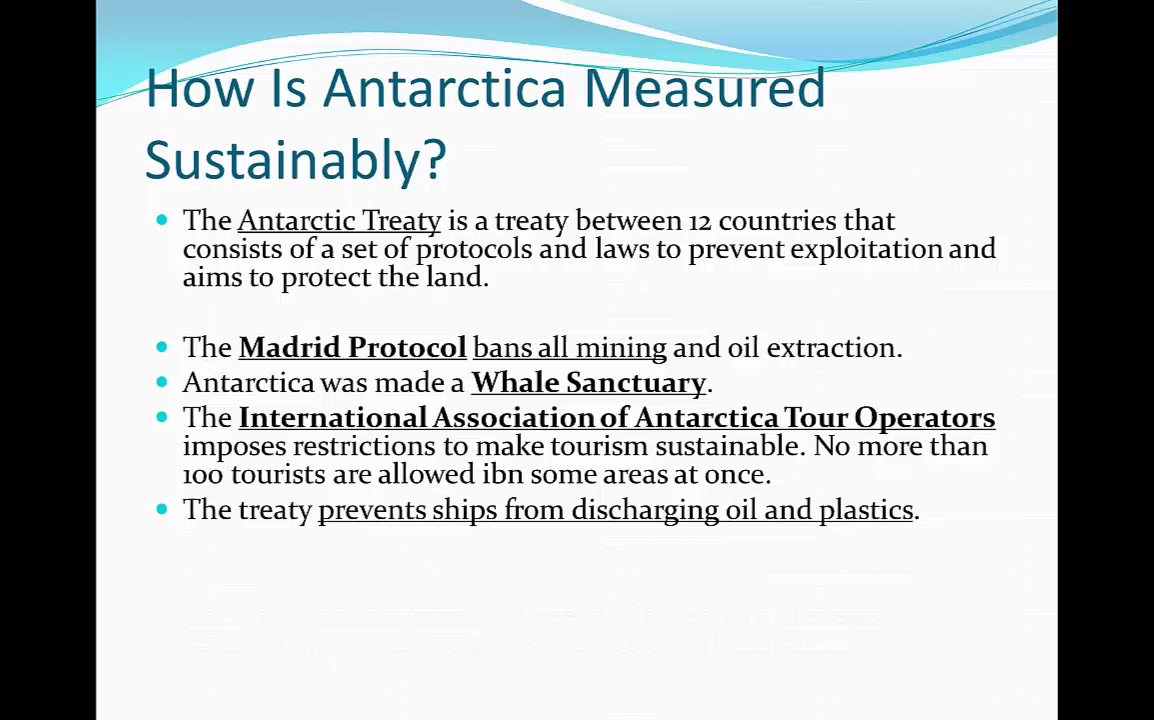 How Is Antarctica Measured
Sustainably?
• The Antarctic Treaty is a treaty between 12 countries that
consists of a set of protocols and laws to prevent exploitation and
aims to protect the land.
• The Madrid Protocol bans all mining and oil extraction.
• Antarctica was made a Whale Sanctuary.
• The International Association of Antarctica Tour Operators
imposes restrictions to make tourism sustainable. No more than
100 tourists are allowed ibn some areas at once.
• The treaty prevents ships from discharging oil and plastics.